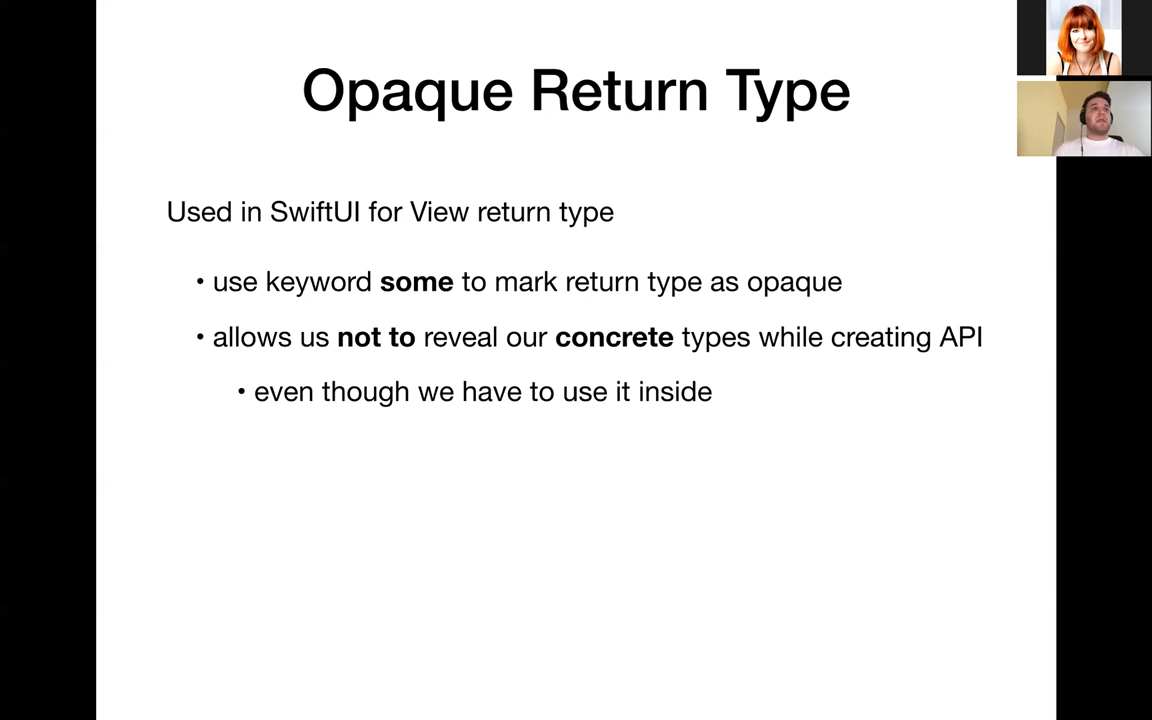 Opaque Return Type
Used in SwiftUI for View return type
• use keyword some to mark return type as opaque
• allows us not to reveal our concrete types while creating API
• even though we have to use it inside